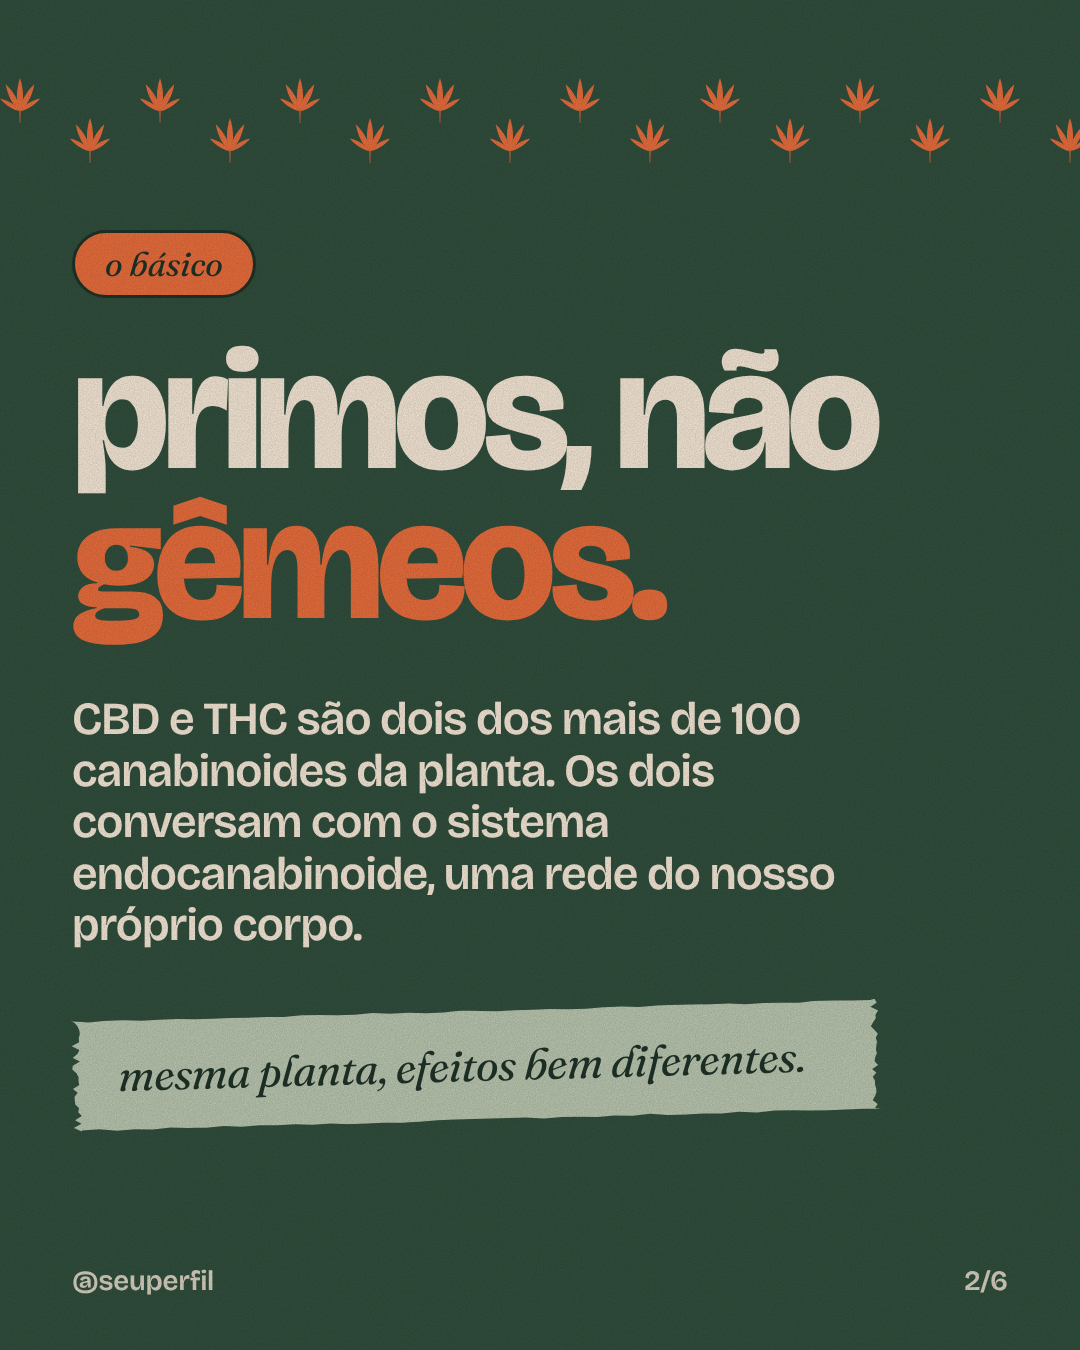 o básico
primos, não
gêmeos.
CBD e THC são dois dos mais de 100
canabinoides da planta. Os dois
conversam com o sistema
endocanabinoide, uma rede do nosso
próprio corpo.
mesma planta, efeitos bem diferentes.
@seuperfil
2/6